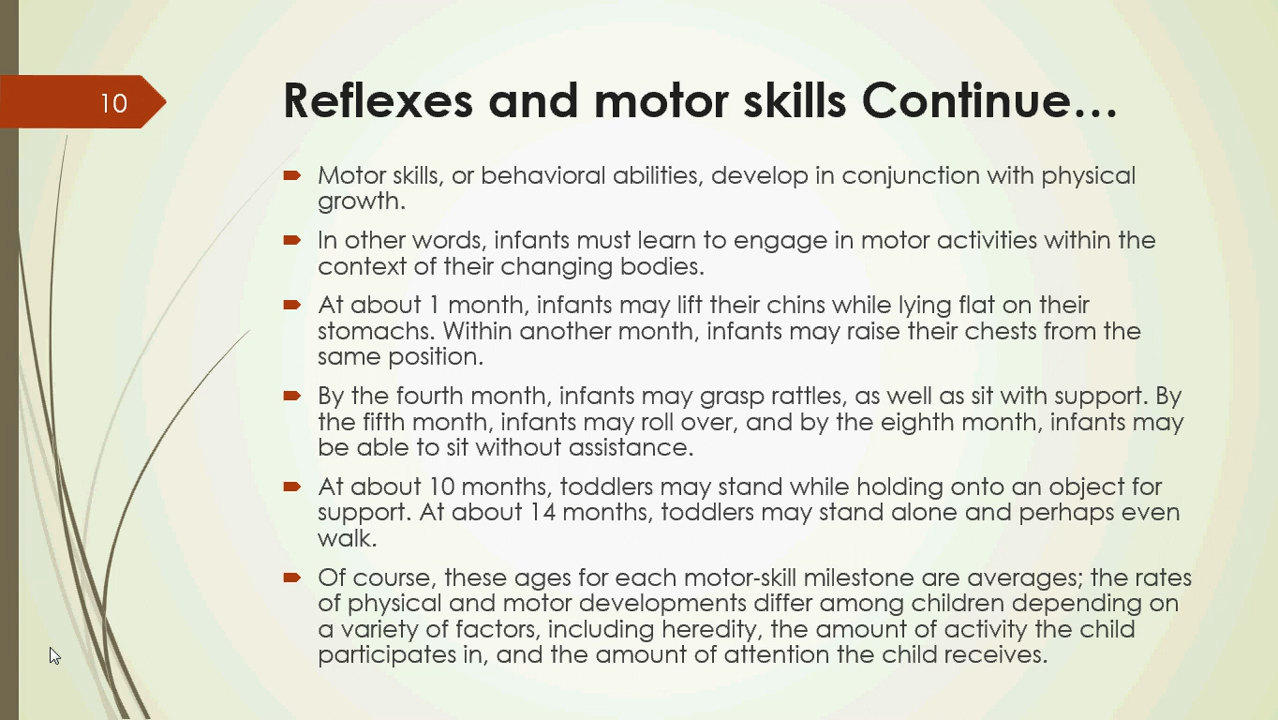 10
Reflexes and motor skills Continue…
Motor skills, or behavioral abilities, develop in conjunction with physical
growth.
In other words, infants must learn to engage in motor activities within the
context of their changing bodies.
At about 1 month, infants may lift their chins while lying flat on their
stomachs. Within another month, infants may raise their chests from the
same position.
By the fourth month, infants may grasp rattles, as well as sit with support. By
the fifth month, infants may roll over, and by the eighth month, infants may
be able to sit without assistance.
At about 10 months, toddlers may stand while holding onto an object for
support. At about 14 months, toddlers may stand alone and perhaps even
walk.
Of course, these ages for each motor-skill milestone are averages; the rates
of physical and motor developments differ among children depending on
a variety of factors, including heredity, the amount of activity the child
participates in, and the amount of attention the child receives.